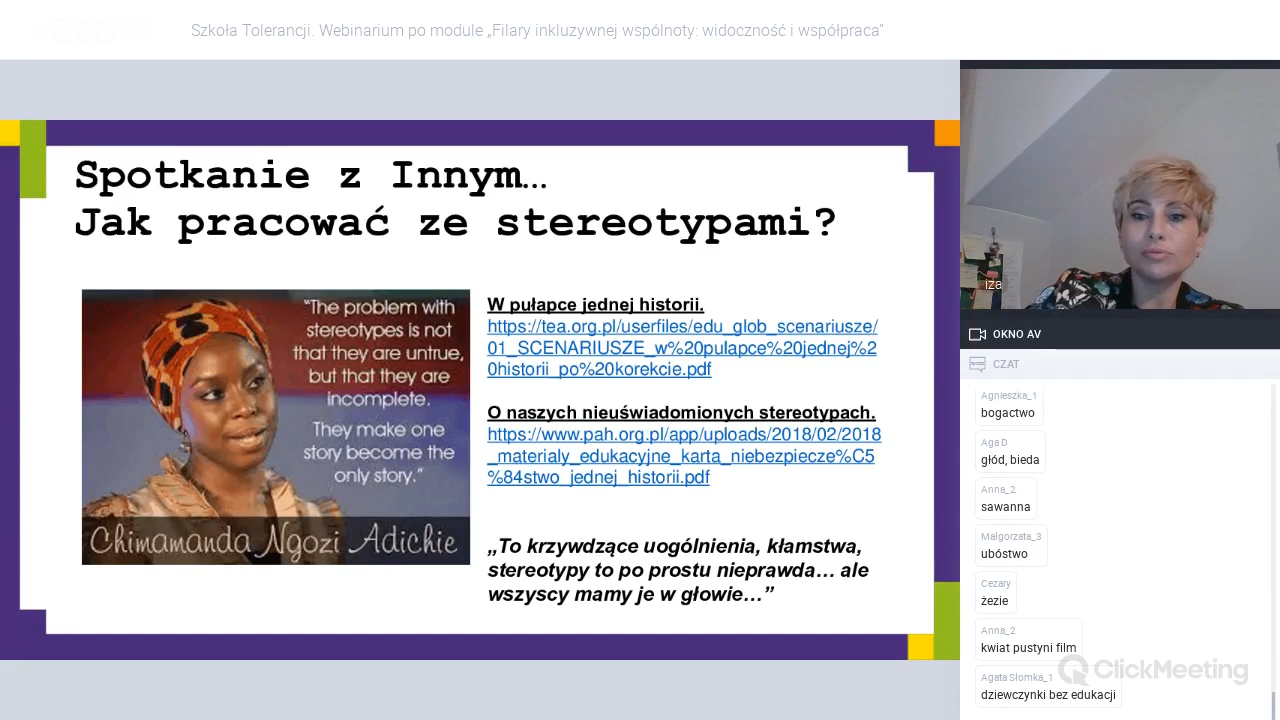 Szkoła Tolerancji. Webinarium po module „Filary inkluzywnej wspólnoty: widoczność i współpraca”
Spotkanie z Innym…
Jak pracować ze stereotypami?
“The problem with
stereotypes is not
that they are untrue,
but that they are
incomplete.
They make one
story become the
only story.”
Chimamanda Ngozi Adichie
W pułapce jednej historii.
https://tea.org.pl/userfiles/edu_glob_scenariusze/
01_SCENARIUSZE_w%20pulapce%20jednej%2
0historii_po%20korekcie.pdf
O naszych nieuświadomionych stereotypach.
https://www.pah.org.pl/app/uploads/2018/02/2018
_materialy_edukacyjne_karta_niebezpiecze%C5
%84stwo_jednej_historii.pdf
„To krzywdzące uogólnienia, kłamstwa,
stereotypy to po prostu nieprawda… ale
wszyscy mamy je w głowie…”
iza
OKNO AV
CZAT
Agnieszka_1
bogactwo
Aga D
głód, bieda
Anna_2
sawanna
Małgorzata_3
ubóstwo
Cezary
żezie
Anna_2
kwiat pustyni film
Agata Słomka_1
dziewczynki bez edukacji
ClickMeeting